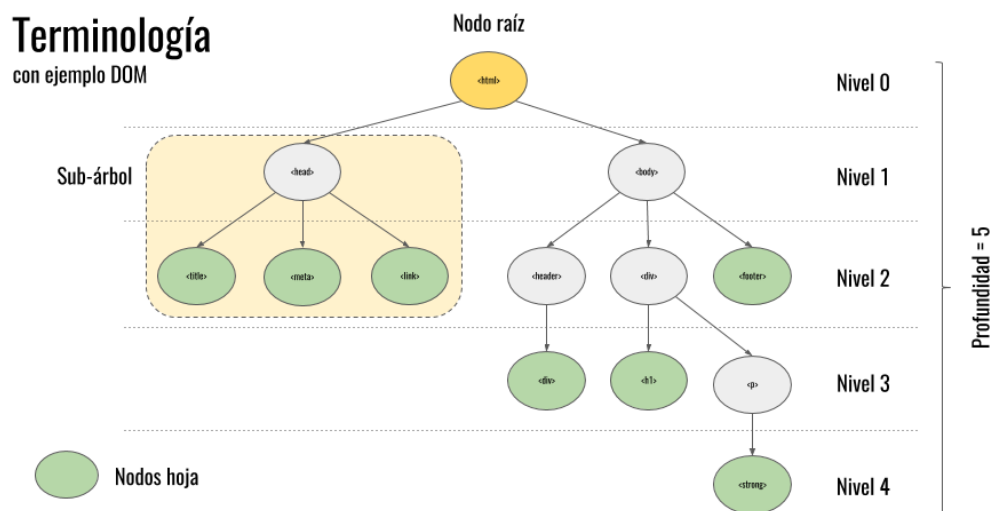 Terminología
con ejemplo DOM
Nodo raíz
<html>
Nivel 0
Sub-árbol
<head>
<body>
Nivel 1
<title>
<meta>
<link>
<header>
<div>
<footer>
Nivel 2
<div>
<h1>
<p>
Nivel 3
Nodos hoja
<strong>
Nivel 4
Profundidad = 5